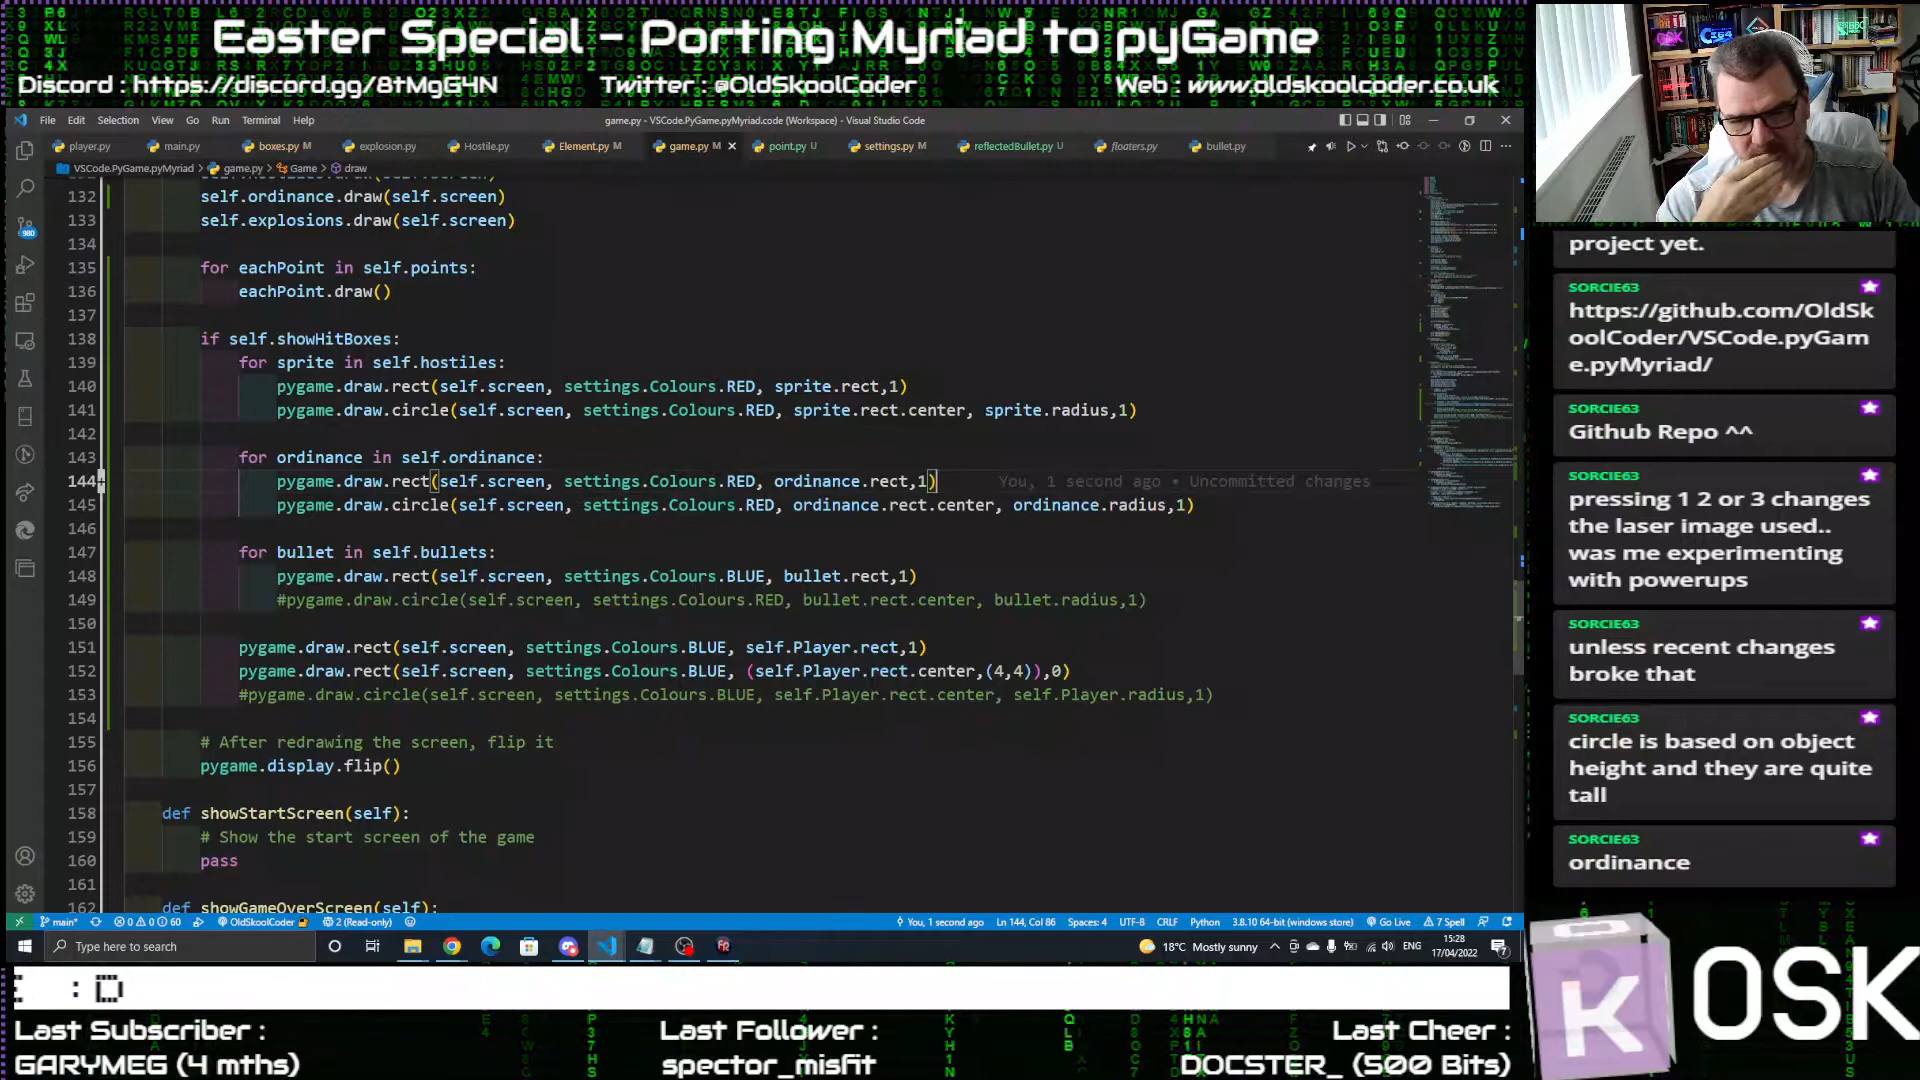 Easter Special - Porting Myriad to pyGame
Discord : https://discord.gg/8tMgG4N
Twitter : @OldSkoolCoder
Web : www.oldskoolcoder.co.uk
File Edit Selection View Go Run Terminal Help
game.py - VSCode.PyGame.pyMyriad.code (Workspace) - Visual Studio Code
player.py main.py boxes.py M explosion.py Hostile.py Element.py M game.py M point.py U settings.py M reflectedBullet.py U floaters.py bullet.py
VSCode.PyGame.pyMyriad > game.py > Game > draw
132 self.ordinance.draw(self.screen)
133 self.explosions.draw(self.screen)
134
135 for eachPoint in self.points:
136 eachPoint.draw()
137
138 if self.showHitBoxes:
139 for sprite in self.hostiles:
140 pygame.draw.rect(self.screen, settings.Colours.RED, sprite.rect,1)
141 pygame.draw.circle(self.screen, settings.Colours.RED, sprite.rect.center, sprite.radius,1)
142
143 for ordinance in self.ordinance:
144 pygame.draw.rect(self.screen, settings.Colours.RED, ordinance.rect,1) You, 1 second ago • Uncommitted changes
145 pygame.draw.circle(self.screen, settings.Colours.RED, ordinance.rect.center, ordinance.radius,1)
146
147 for bullet in self.bullets:
148 pygame.draw.rect(self.screen, settings.Colours.BLUE, bullet.rect,1)
149 #pygame.draw.circle(self.screen, settings.Colours.RED, bullet.rect.center, bullet.radius,1)
150
151 pygame.draw.rect(self.screen, settings.Colours.BLUE, self.Player.rect,1)
152 pygame.draw.rect(self.screen, settings.Colours.BLUE, (self.Player.rect.center,(4,4)),0)
153 #pygame.draw.circle(self.screen, settings.Colours.BLUE, self.Player.rect.center, self.Player.radius,1)
154
155 # After redrawing the screen, flip it
156 pygame.display.flip()
157
158 def showStartScreen(self):
159 # Show the start screen of the game
160 pass
161
162 def showGameOverScreen(self):
main* 0 0 60 OldSkoolCoder 2 (Read-only) You, 1 second ago Ln 144, Col 86 Spaces: 4 UTF-8 CRLF Python 3.8.10 64-bit (windows store) Go Live 7 Spell
Type here to search
18°C Mostly sunny ENG 15:28
17/04/2022
project yet.
SORCIE63
https://github.com/OldSk
oolCoder/VSCode.pyGam
e.pyMyriad/
SORCIE63
Github Repo ^^
SORCIE63
pressing 1 2 or 3 changes
the laser image used..
was me experimenting
with powerups
SORCIE63
unless recent changes
broke that
SORCIE63
circle is based on object
height and they are quite
tall
SORCIE63
ordinance
Last Subscriber :
GARYMEG (4 mths)
Last Follower :
spector_misfit
Last Cheer :
DOCSTER_ (500 Bits)
K
OSK